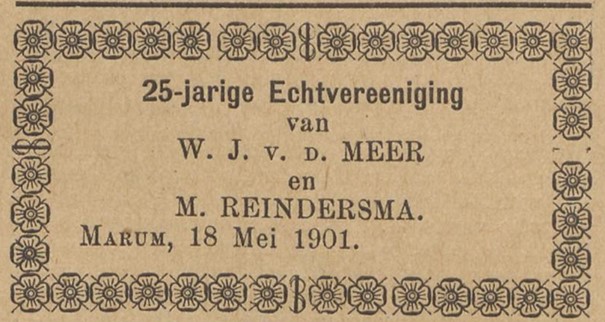 25-jarige Echtvereeniging
van
W. J. v. d. MEER
en
M. REINDERSMA.
Marum, 18 Mei 1901.